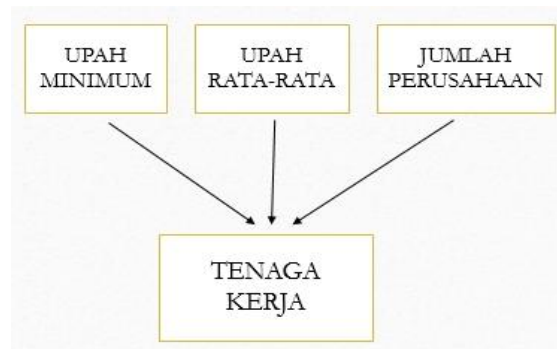 UPAH
MINIMUM
UPAH
RATA-RATA
JUMLAH
PERUSAHAAN
TENAGA
KERJA